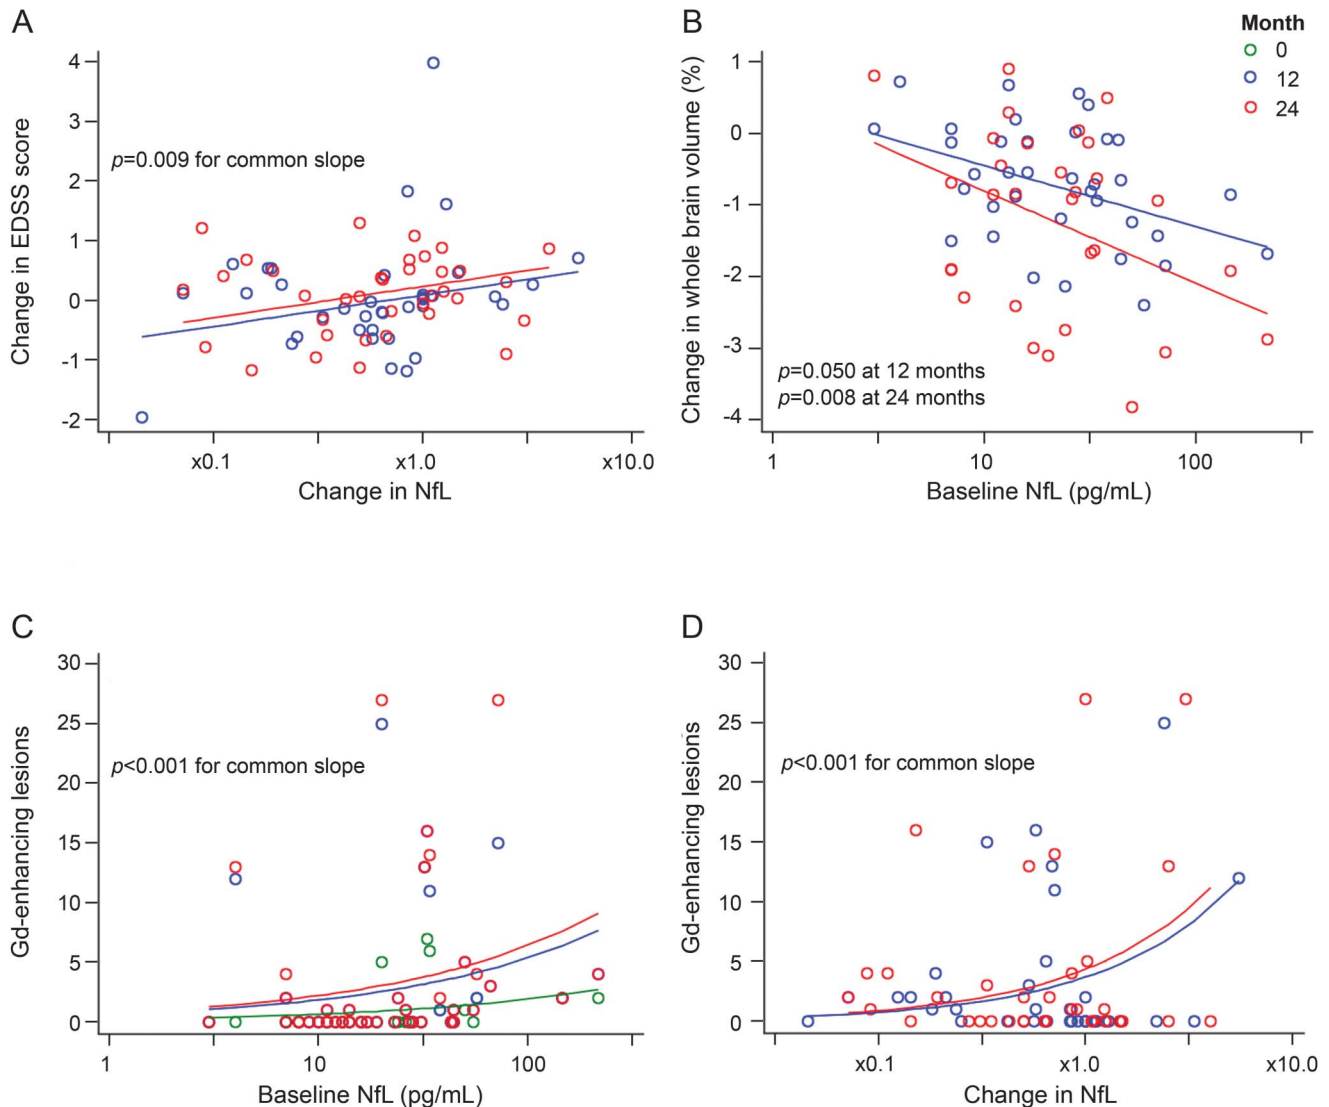 A
4
3
2
1
0
-1
-2
Change in EDSS score
p=0.009 for common slope
x0.1
x1.0
x10.0
Change in NfL
B
1
0
-1
-2
-3
-4
Change in whole brain volume (%)
p=0.050 at 12 months
p=0.008 at 24 months
1
10
100
Baseline NfL (pg/mL)
Month
0
12
24
C
30
25
20
15
10
5
0
Gd-enhancing lesions
p<0.001 for common slope
1
10
100
Baseline NfL (pg/mL)
D
30
25
20
15
10
5
0
Gd-enhancing lesions
p<0.001 for common slope
x0.1
x1.0
x10.0
Change in NfL